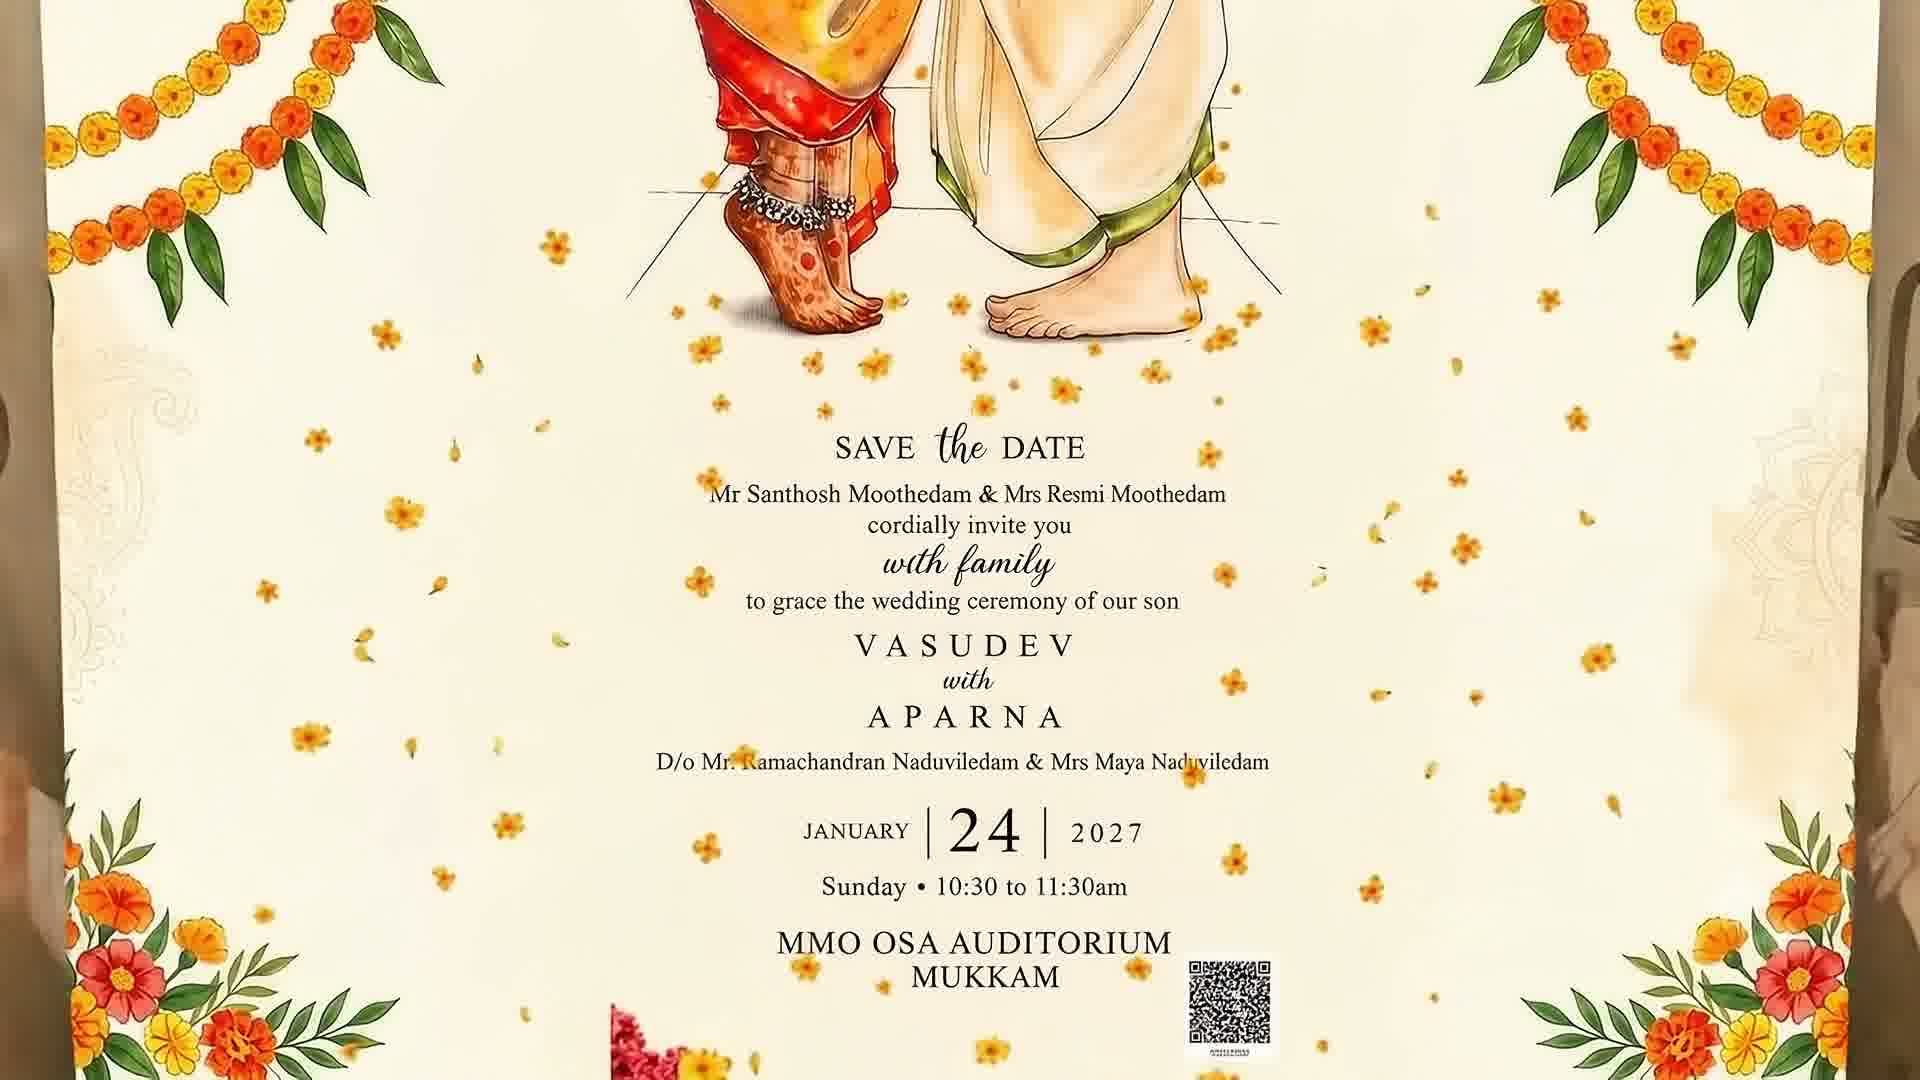 SAVE the DATE
Mr Santhosh Moothedam & Mrs Resmi Moothedam
cordially invite you
with family
to grace the wedding ceremony of our son
VASUDEV
with
APARNA
D/o Mr. Ramachandran Naduviledam & Mrs Maya Naduviledam
JANUARY | 24 | 2027
Sunday • 10:30 to 11:30am
MMO OSA AUDITORIUM
MUKKAM